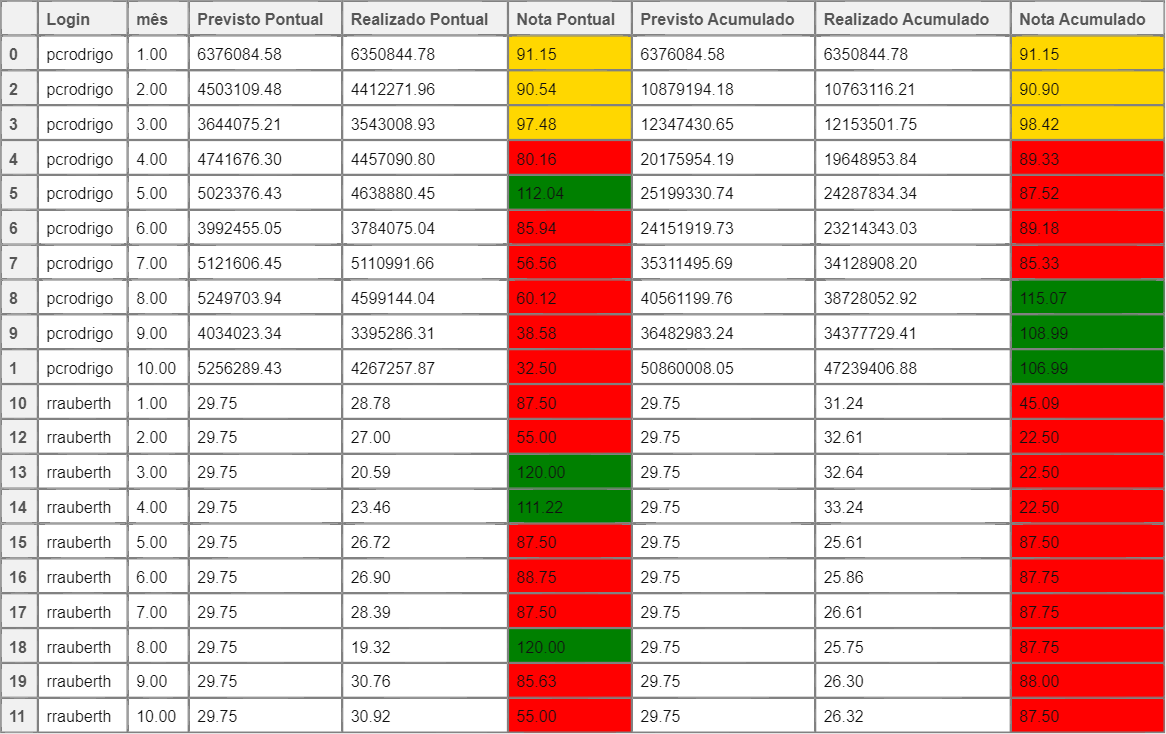 Login mês Previsto Pontual Realizado Pontual Nota Pontual Previsto Acumulado Realizado Acumulado Nota Acumulado
0 pcrodrigo 1.00 6376084.58 6350844.78 91.15 6376084.58 6350844.78 91.15
2 pcrodrigo 2.00 4503109.48 4412271.96 90.54 10879194.18 10763116.21 90.90
3 pcrodrigo 3.00 3644075.21 3543008.93 97.48 12347430.65 12153501.75 98.42
4 pcrodrigo 4.00 4741676.30 4457090.80 80.16 20175954.19 19648953.84 89.33
5 pcrodrigo 5.00 5023376.43 4638880.45 112.04 25199330.74 24287834.34 87.52
6 pcrodrigo 6.00 3992455.05 3784075.04 85.94 24151919.73 23214343.03 89.18
7 pcrodrigo 7.00 5121606.45 5110991.66 56.56 35311495.69 34128908.20 85.33
8 pcrodrigo 8.00 5249703.94 4599144.04 60.12 40561199.76 38728052.92 115.07
9 pcrodrigo 9.00 4034023.34 3395286.31 38.58 36482983.24 34377729.41 108.99
1 pcrodrigo 10.00 5256289.43 4267257.87 32.50 50860008.05 47239406.88 106.99
10 rrauberth 1.00 29.75 28.78 87.50 29.75 31.24 45.09
12 rrauberth 2.00 29.75 27.00 55.00 29.75 32.61 22.50
13 rrauberth 3.00 29.75 20.59 120.00 29.75 32.64 22.50
14 rrauberth 4.00 29.75 23.46 111.22 29.75 33.24 22.50
15 rrauberth 5.00 29.75 26.72 87.50 29.75 25.61 87.50
16 rrauberth 6.00 29.75 26.90 88.75 29.75 25.86 87.75
17 rrauberth 7.00 29.75 28.39 87.50 29.75 26.61 87.75
18 rrauberth 8.00 29.75 19.32 120.00 29.75 25.75 87.75
19 rrauberth 9.00 29.75 30.76 85.63 29.75 26.30 88.00
11 rrauberth 10.00 29.75 30.92 55.00 29.75 26.32 87.50